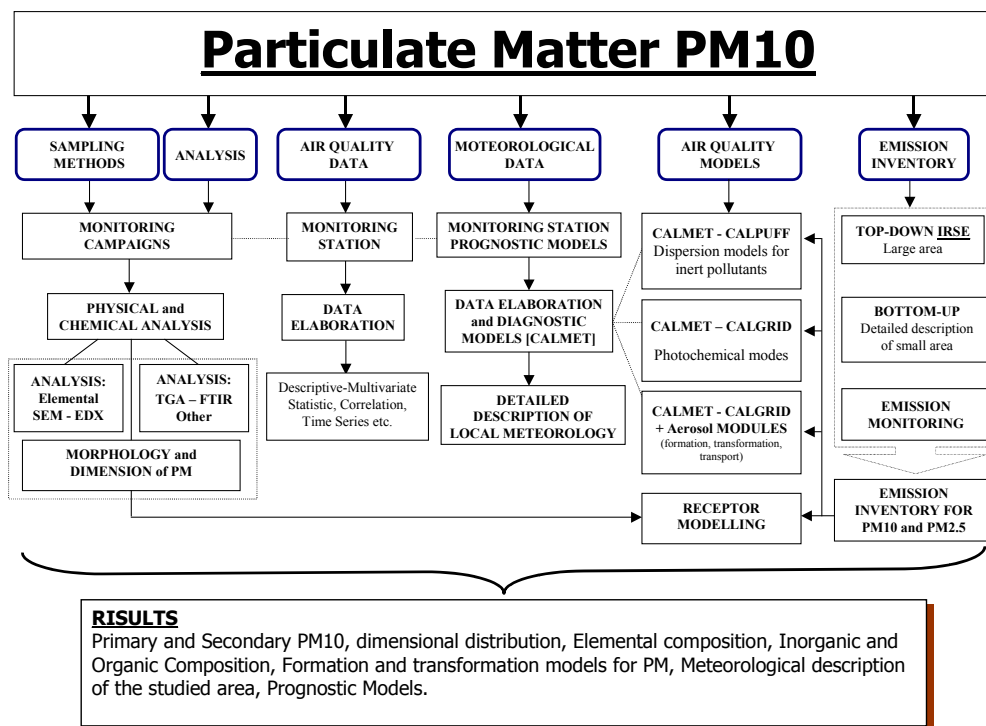 Particulate Matter PM10
SAMPLING
METHODS
ANALYSIS
AIR QUALITY
DATA
MOTEOROLOGICAL
DATA
AIR QUALITY
MODELS
EMISSION
INVENTORY
MONITORING
CAMPAIGNS
MONITORING
STATION
MONITORING STATION
PROGNOSTIC MODELS
CALMET - CALPUFF
Dispersion models for
inert pollutants
TOP-DOWN IRSE
Large area
PHYSICAL and
CHEMICAL ANALYSIS
DATA
ELABORATION
DATA ELABORATION
and DIAGNOSTIC
MODELS [CALMET]
CALMET – CALGRID
Photochemical modes
BOTTOM-UP
Detailed description
of small area
ANALYSIS:
Elemental
SEM - EDX
ANALYSIS:
TGA – FTIR
Other
Descriptive-Multivariate
Statistic, Correlation,
Time Series etc.
DETAILED
DESCRIPTION OF
LOCAL METEOROLOGY
CALMET - CALGRID
+ Aerosol MODULES
(formation, transformation,
transport)
EMISSION
MONITORING
MORPHOLOGY and
DIMENSION of PM
RECEPTOR
MODELLING
EMISSION
INVENTORY FOR
PM10 and PM2.5
RISULTS
Primary and Secondary PM10, dimensional distribution, Elemental composition, Inorganic and
Organic Composition, Formation and transformation models for PM, Meteorological description
of the studied area, Prognostic Models.